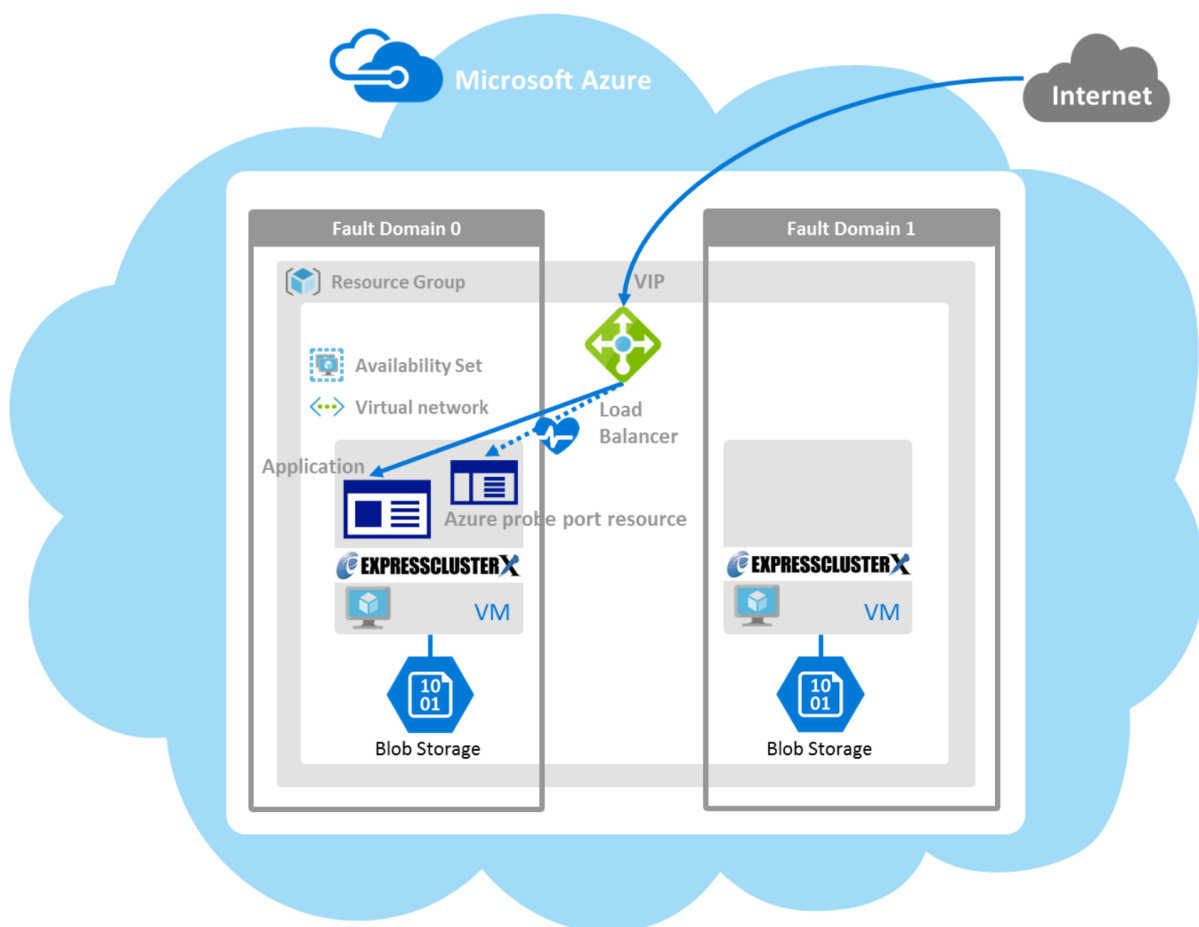 Microsoft Azure
Internet
Fault Domain 0
Fault Domain 1
Resource Group
VIP
Availability Set
Virtual network
Load
Balancer
Application
Azure probe port resource
EXPRESSCLUSTER X
EXPRESSCLUSTER X
VM
VM
10
01
10
01
Blob Storage
Blob Storage